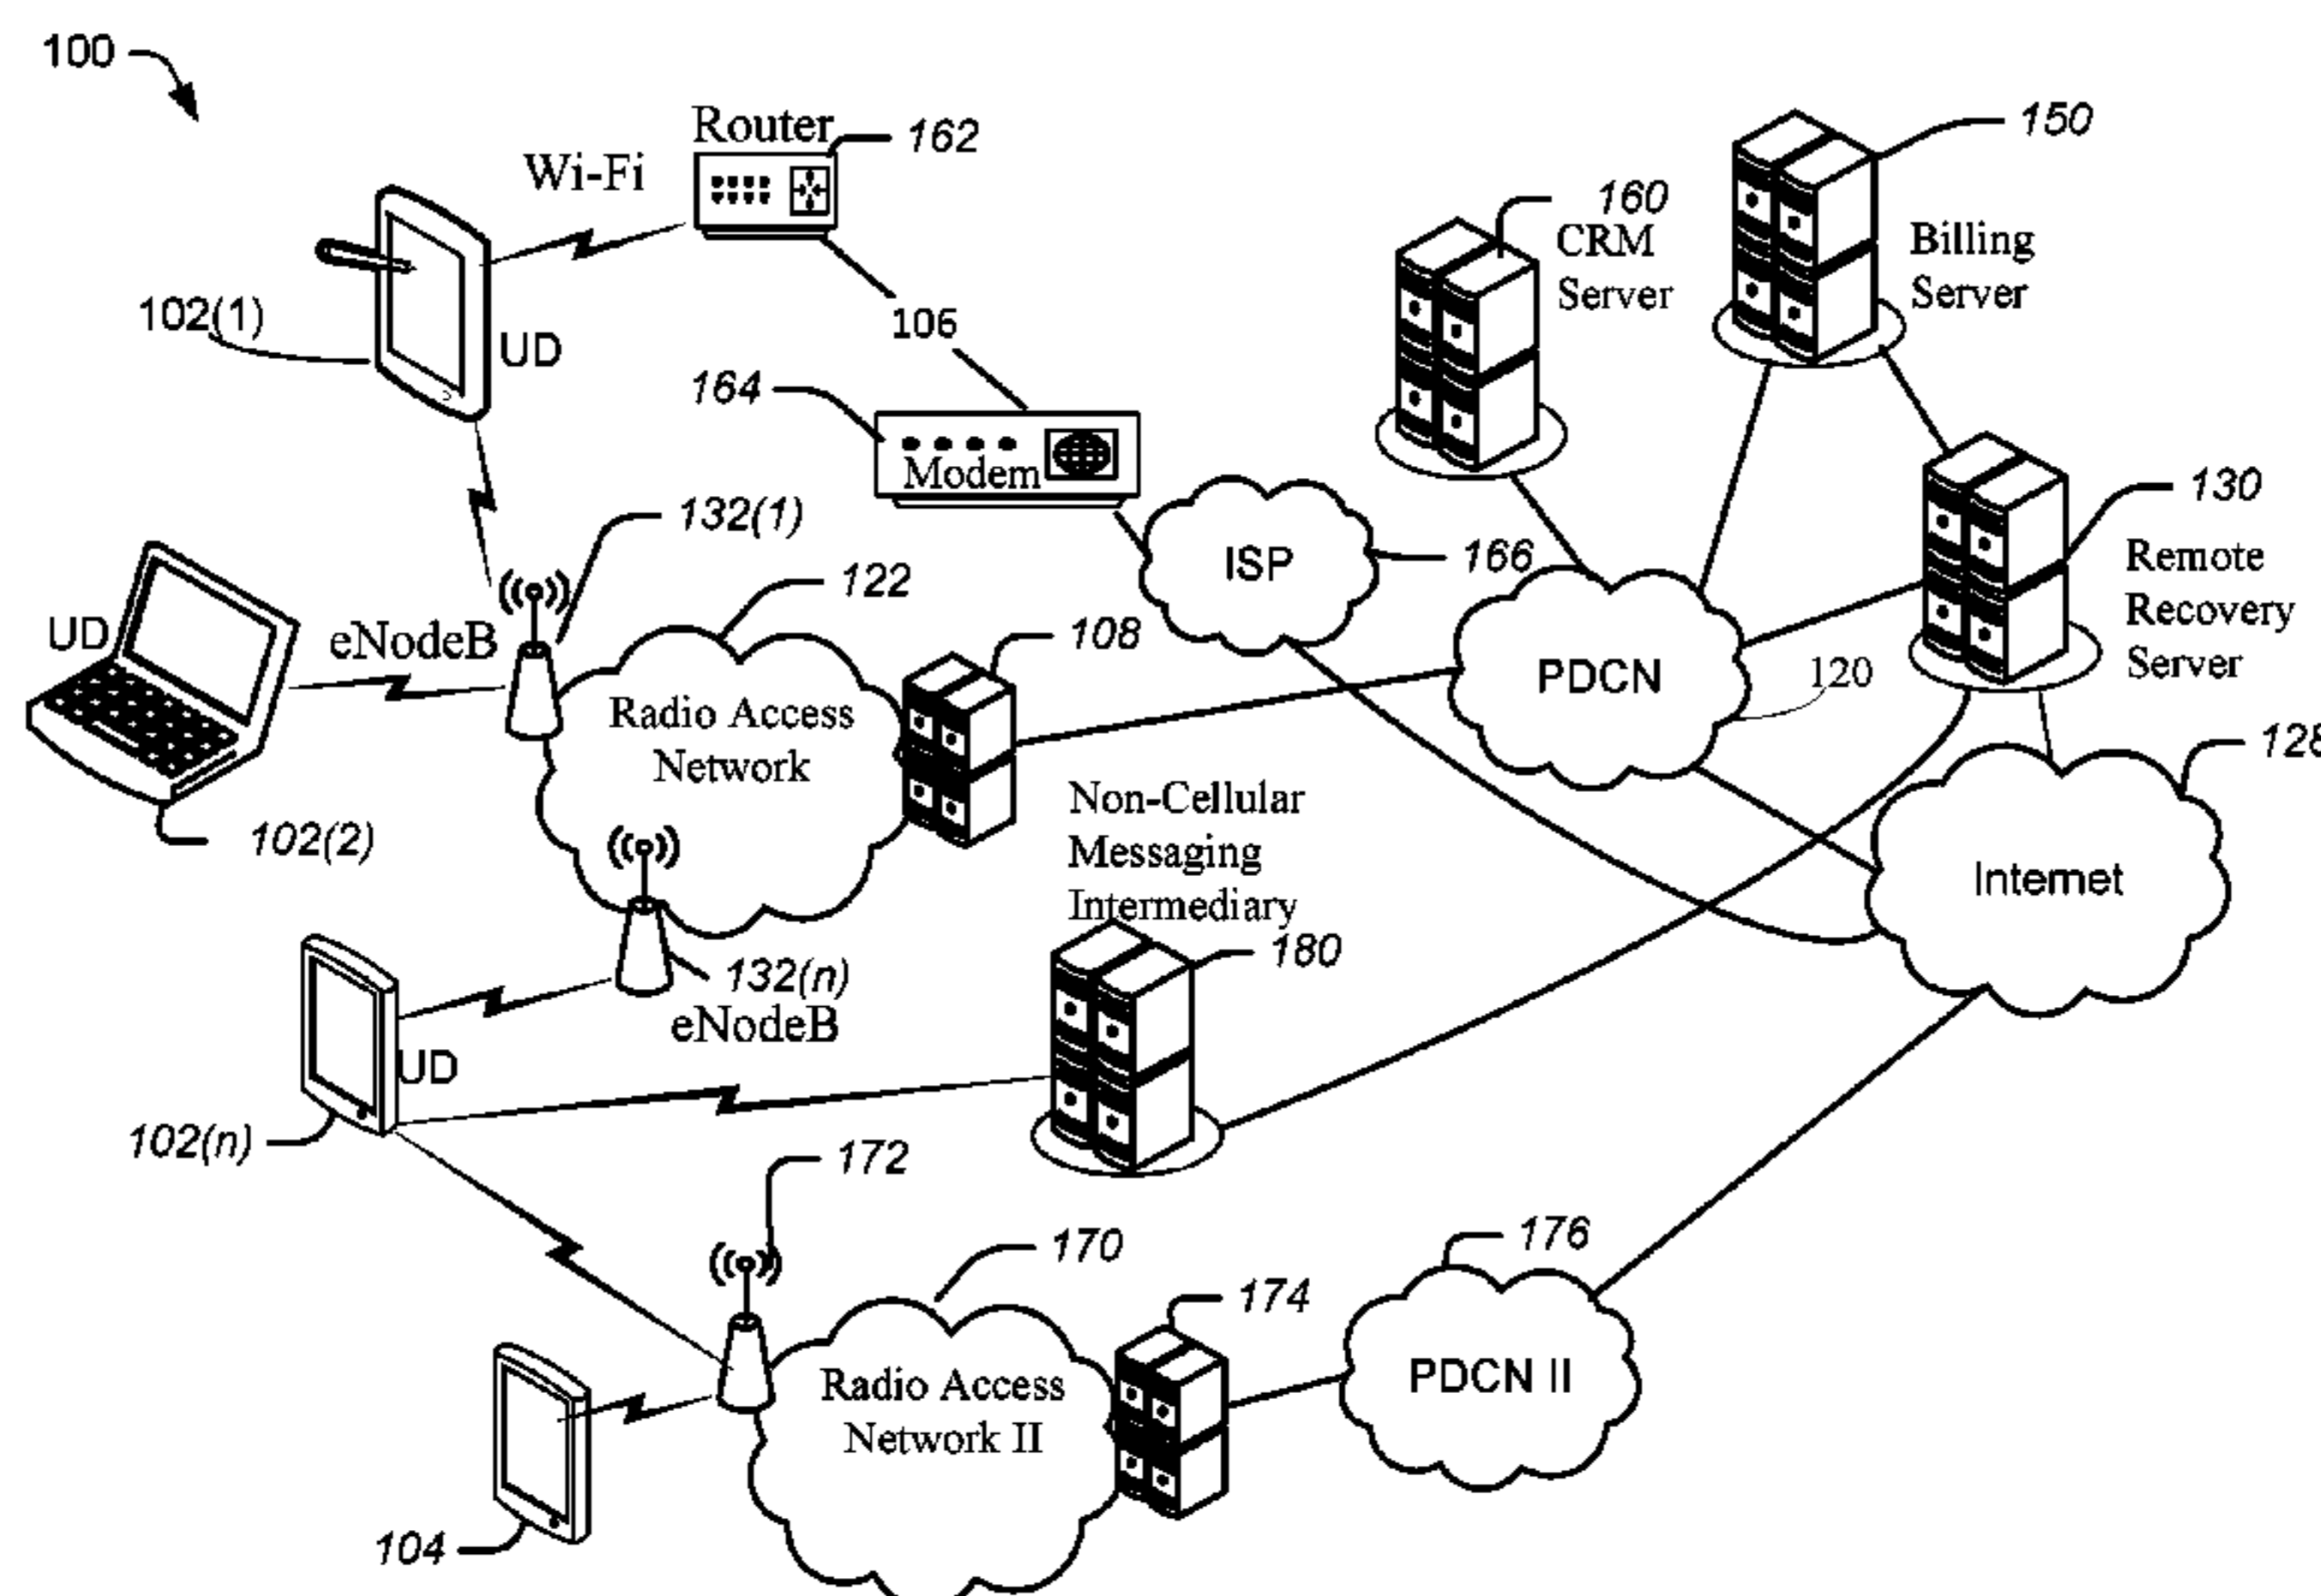 100
Router
162
Wi-Fi
150
160
CRM
Server
Billing
Server
102(1)
UD
106
164
Modem
132(1)
ISP
166
130
Remote
Recovery
Server
122
UD
eNodeB
108
Radio Access
Network
PDCN
120
128
102(2)
Non-Cellular
Messaging
Intermediary
Internet
180
132(n)
eNodeB
UD
102(n)
172
170
176
174
Radio Access
Network II
PDCN II
104